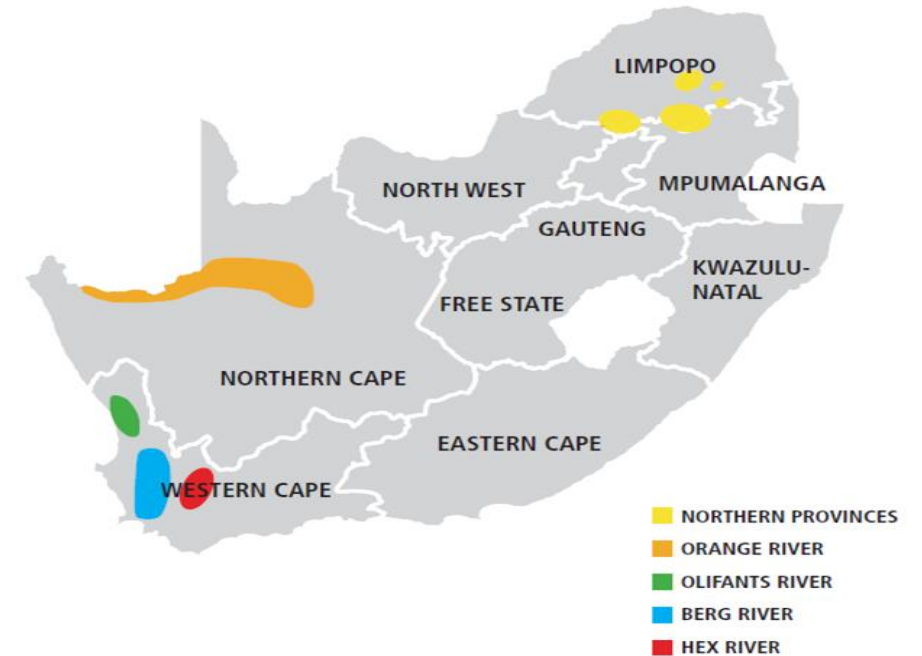 LIMPOPO
NORTH WEST
MPUMALANGA
GAUTENG
KWAZULU-
NATAL
FREE STATE
NORTHERN CAPE
EASTERN CAPE
WESTERN CAPE
NORTHERN PROVINCES
ORANGE RIVER
OLIFANTS RIVER
BERG RIVER
HEX RIVER